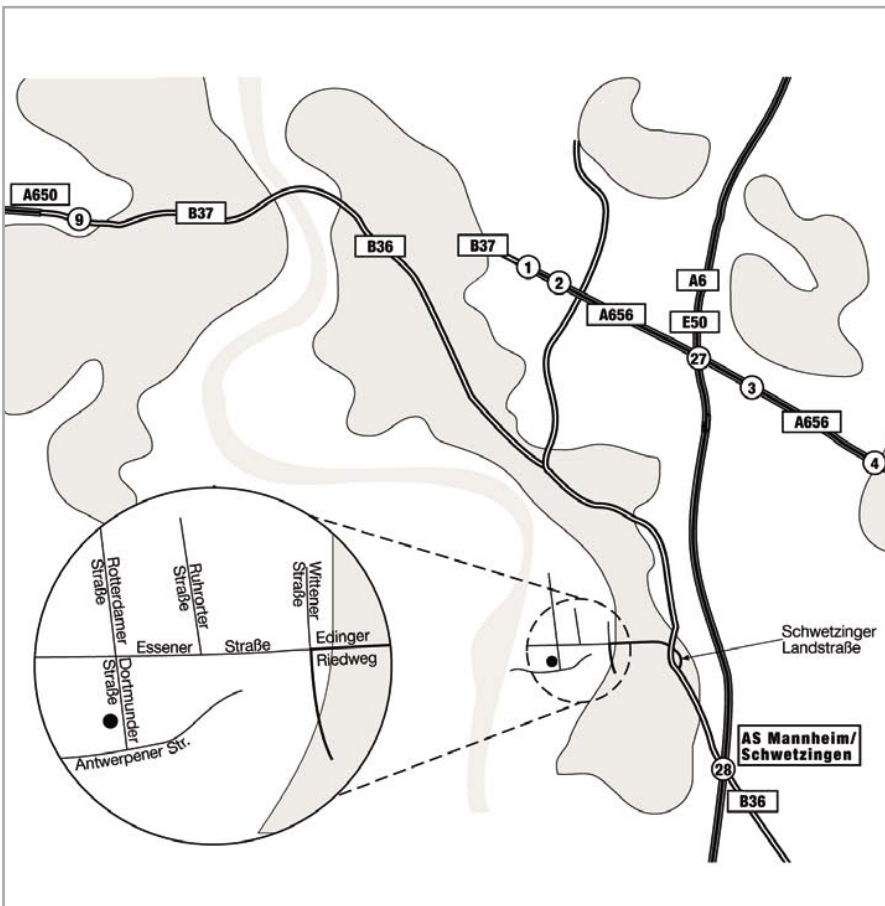 A650
9
B37
B36
B37
1
2
A656
A6
E50
27
3
A656
4
Rotterdamer
Straße
Ruhrorter
Straße
Wittener
Straße
Essener Straße
Edinger
Riedweg
Dortmunder
Straße
Antwerpener Str.
Schwetzinger
Landstraße
AS Mannheim/
Schwetzingen
28
B36